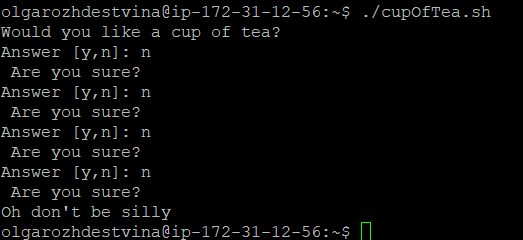 olgarozhdestvina@ip-172-31-12-56:~$ ./cupOfTea.sh
Would you like a cup of tea?
Answer [y,n]: n
 Are you sure?
Answer [y,n]: n
 Are you sure?
Answer [y,n]: n
 Are you sure?
Answer [y,n]: n
 Are you sure?
Oh don't be silly
olgarozhdestvina@ip-172-31-12-56:~$